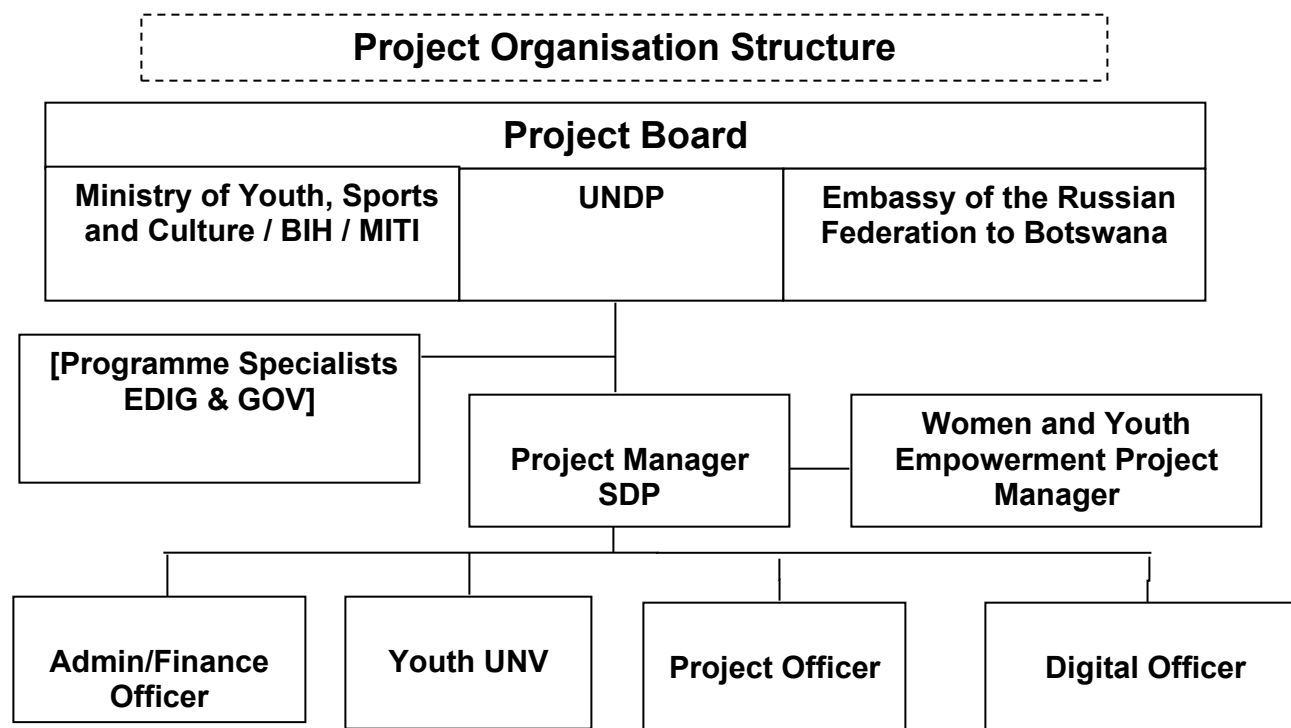 Project Organisation Structure
Project Board
Ministry of Youth, Sports
and Culture / BIH / MITI
UNDP
Embassy of the Russian
Federation to Botswana
[Programme Specialists
EDIG & GOV]
Project Manager
SDP
Women and Youth
Empowerment Project
Manager
Admin/Finance
Officer
Youth UNV
Project Officer
Digital Officer